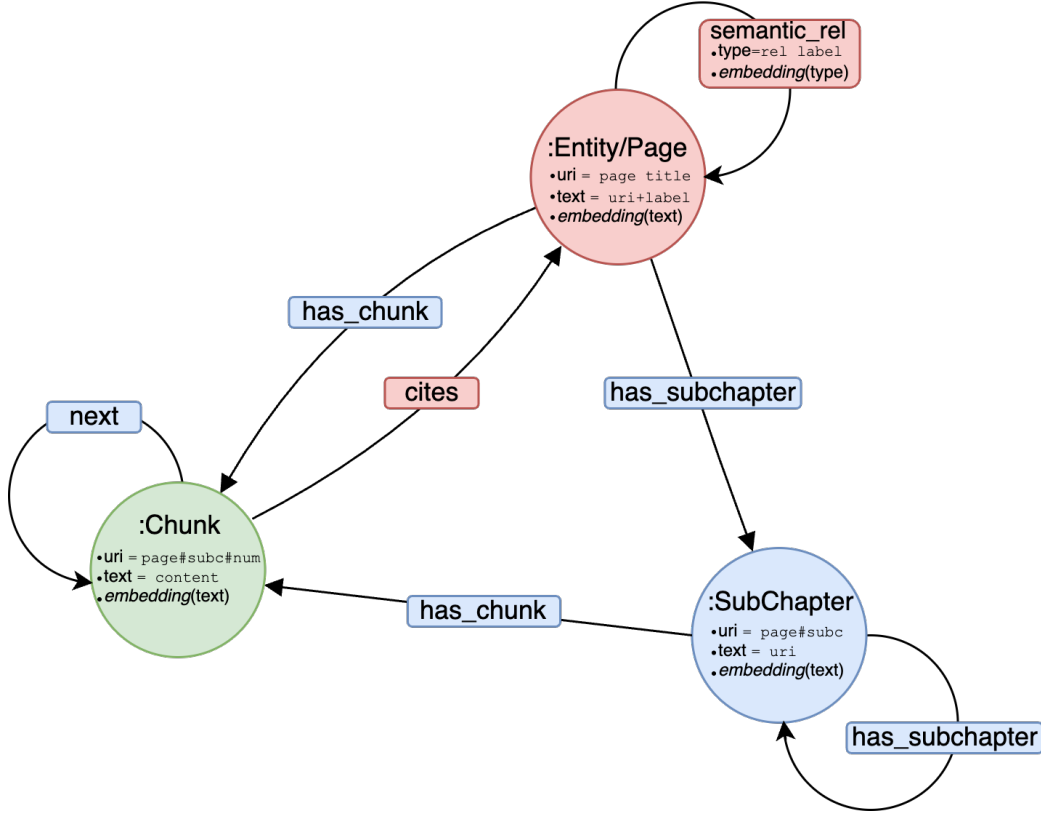 semantic_rel
•type=rel label
•embedding(type)
:Entity/Page
•uri = page title
•text = uri+label
•embedding(text)
has_chunk
cites
has_subchapter
next
:Chunk
•uri = page#subc#num
•text = content
•embedding(text)
has_chunk
:SubChapter
•uri = page#subc
•text = uri
•embedding(text)
has_subchapter